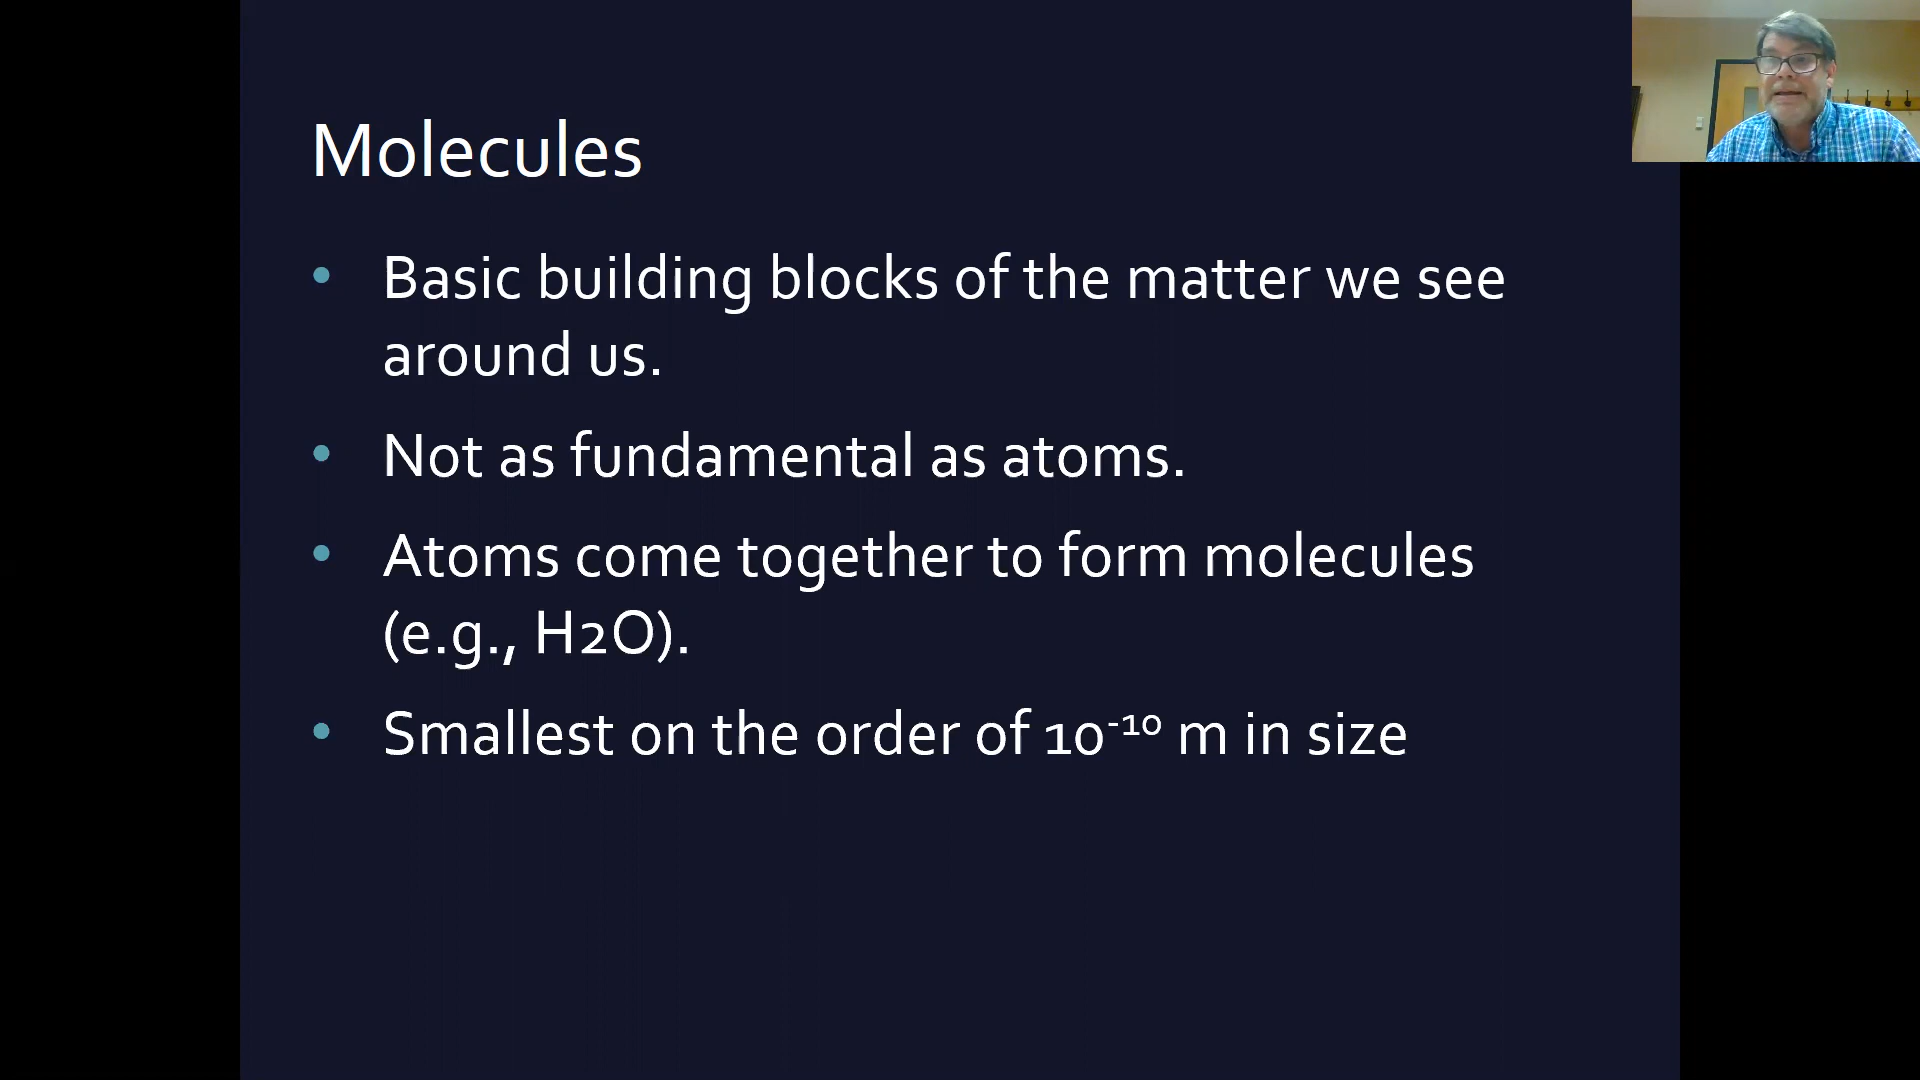 Molecules
• Basic building blocks of the matter we see
around us.
• Not as fundamental as atoms.
• Atoms come together to form molecules
(e.g., H2O).
• Smallest on the order of 10⁻¹⁰ m in size